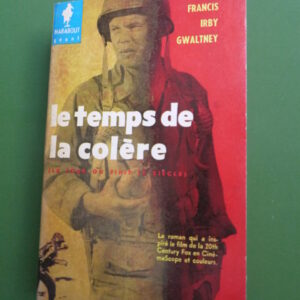 MARABOUT
géant
FRANCIS
IRBY
GWALTNEY
le temps de
la colère
Le roman qui a ins-
piré le film de la 20th
Century Fox en Ciné-
maScope et couleurs.